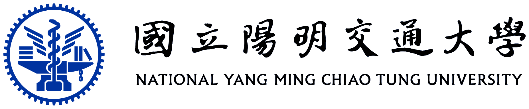 國立陽明交通大學
NATIONAL YANG MING CHIAO TUNG UNIVERSITY